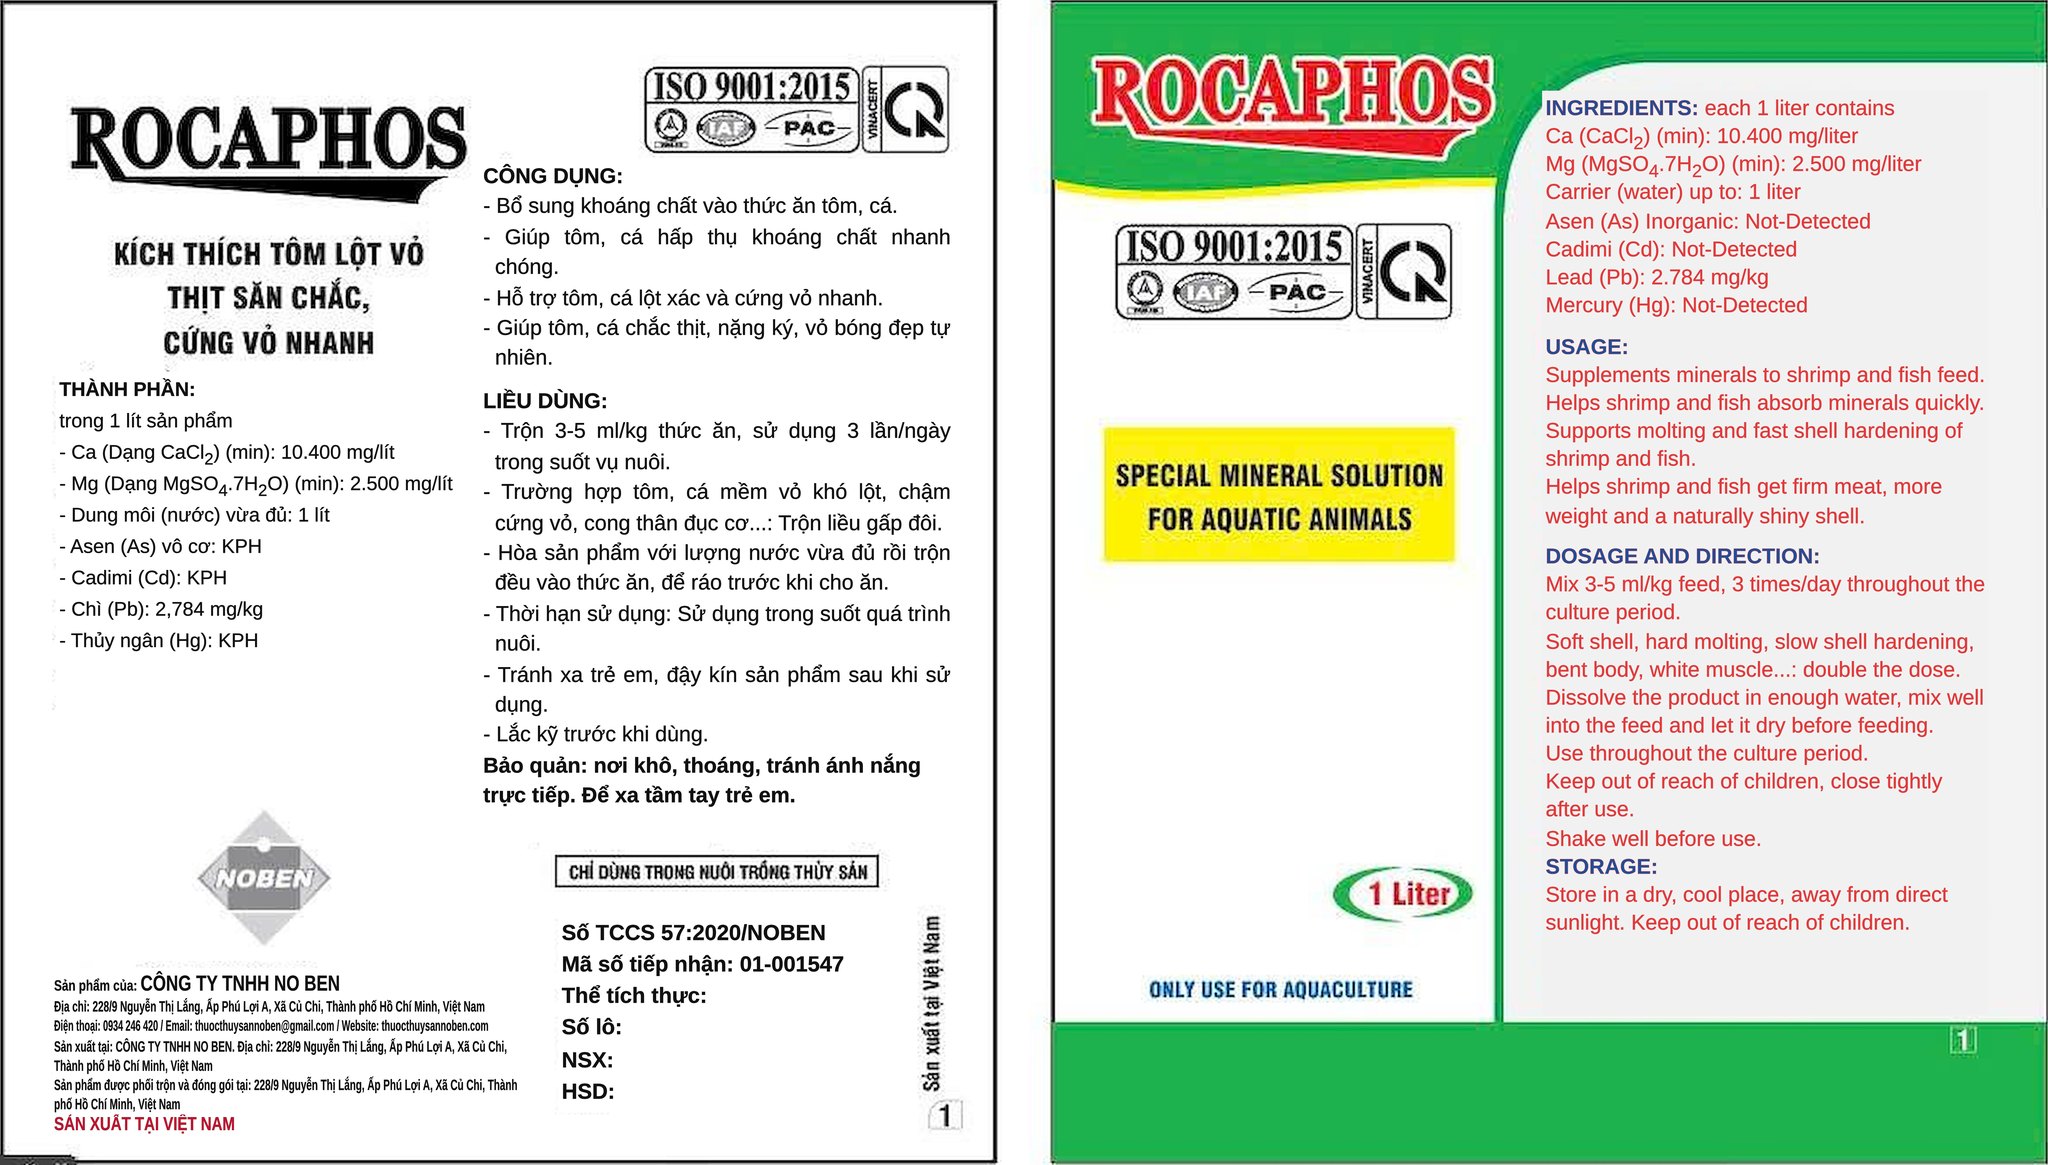 ROCAPHOS
KÍCH THÍCH TÔM LỘT VỎ
THỊT SĂN CHẮC,
CỨNG VỎ NHANH
THÀNH PHẦN:
trong 1 lít sản phẩm
- Ca (Dạng CaCl₂) (min): 10.400 mg/lít
- Mg (Dạng MgSO₄.7H₂O) (min): 2.500 mg/lít
- Dung môi (nước) vừa đủ: 1 lít
- Asen (As) vô cơ: KPH
- Cadimi (Cd): KPH
- Chì (Pb): 2,784 mg/kg
- Thủy ngân (Hg): KPH
NOBEN
Sản phẩm của: CÔNG TY TNHH NO BEN
Địa chỉ: 228/9 Nguyễn Thị Lắng, Ấp Phú Lợi A, Xã Củ Chi, Thành phố Hồ Chí Minh, Việt Nam
Điện thoại: 0934 246 420 / Email: thuocthuysannoben@gmail.com / Website: thuocthuysannoben.com
Sản xuất tại: CÔNG TY TNHH NO BEN. Địa chỉ: 228/9 Nguyễn Thị Lắng, Ấp Phú Lợi A, Xã Củ Chi,
Thành phố Hồ Chí Minh, Việt Nam
Sản phẩm được phối trộn và đóng gói tại: 228/9 Nguyễn Thị Lắng, Ấp Phú Lợi A, Xã Củ Chi, Thành
phố Hồ Chí Minh, Việt Nam
SẢN XUẤT TẠI VIỆT NAM
ISO 9001:2015
IAF
PAC
VINACERT
CÔNG DỤNG:
- Bổ sung khoáng chất vào thức ăn tôm, cá.
- Giúp tôm, cá hấp thụ khoáng chất nhanh
chóng.
- Hỗ trợ tôm, cá lột xác và cứng vỏ nhanh.
- Giúp tôm, cá chắc thịt, nặng ký, vỏ bóng đẹp tự
nhiên.
LIỀU DÙNG:
- Trộn 3-5 ml/kg thức ăn, sử dụng 3 lần/ngày
trong suốt vụ nuôi.
- Trường hợp tôm, cá mềm vỏ khó lột, chậm
cứng vỏ, cong thân đục cơ...: Trộn liều gấp đôi.
- Hòa sản phẩm với lượng nước vừa đủ rồi trộn
đều vào thức ăn, để ráo trước khi cho ăn.
- Thời hạn sử dụng: Sử dụng trong suốt quá trình
nuôi.
- Tránh xa trẻ em, đậy kín sản phẩm sau khi sử
dụng.
- Lắc kỹ trước khi dùng.
Bảo quản: nơi khô, thoáng, tránh ánh nắng
trực tiếp. Để xa tầm tay trẻ em.
CHỈ DÙNG TRONG NUÔI TRỒNG THỦY SẢN
Số TCCS 57:2020/NOBEN
Mã số tiếp nhận: 01-001547
Thể tích thực:
Số lô:
NSX:
HSD:
Sản xuất tại Việt Nam
1
ROCAPHOS
ISO 9001:2015
IAF
PAC
VINACERT
SPECIAL MINERAL SOLUTION
FOR AQUATIC ANIMALS
1 Liter
ONLY USE FOR AQUACULTURE
INGREDIENTS: each 1 liter contains
Ca (CaCl₂) (min): 10.400 mg/liter
Mg (MgSO₄.7H₂O) (min): 2.500 mg/liter
Carrier (water) up to: 1 liter
Asen (As) Inorganic: Not-Detected
Cadimi (Cd): Not-Detected
Lead (Pb): 2.784 mg/kg
Mercury (Hg): Not-Detected
USAGE:
Supplements minerals to shrimp and fish feed.
Helps shrimp and fish absorb minerals quickly.
Supports molting and fast shell hardening of
shrimp and fish.
Helps shrimp and fish get firm meat, more
weight and a naturally shiny shell.
DOSAGE AND DIRECTION:
Mix 3-5 ml/kg feed, 3 times/day throughout the
culture period.
Soft shell, hard molting, slow shell hardening,
bent body, white muscle...: double the dose.
Dissolve the product in enough water, mix well
into the feed and let it dry before feeding.
Use throughout the culture period.
Keep out of reach of children, close tightly
after use.
Shake well before use.
STORAGE:
Store in a dry, cool place, away from direct
sunlight. Keep out of reach of children.
1